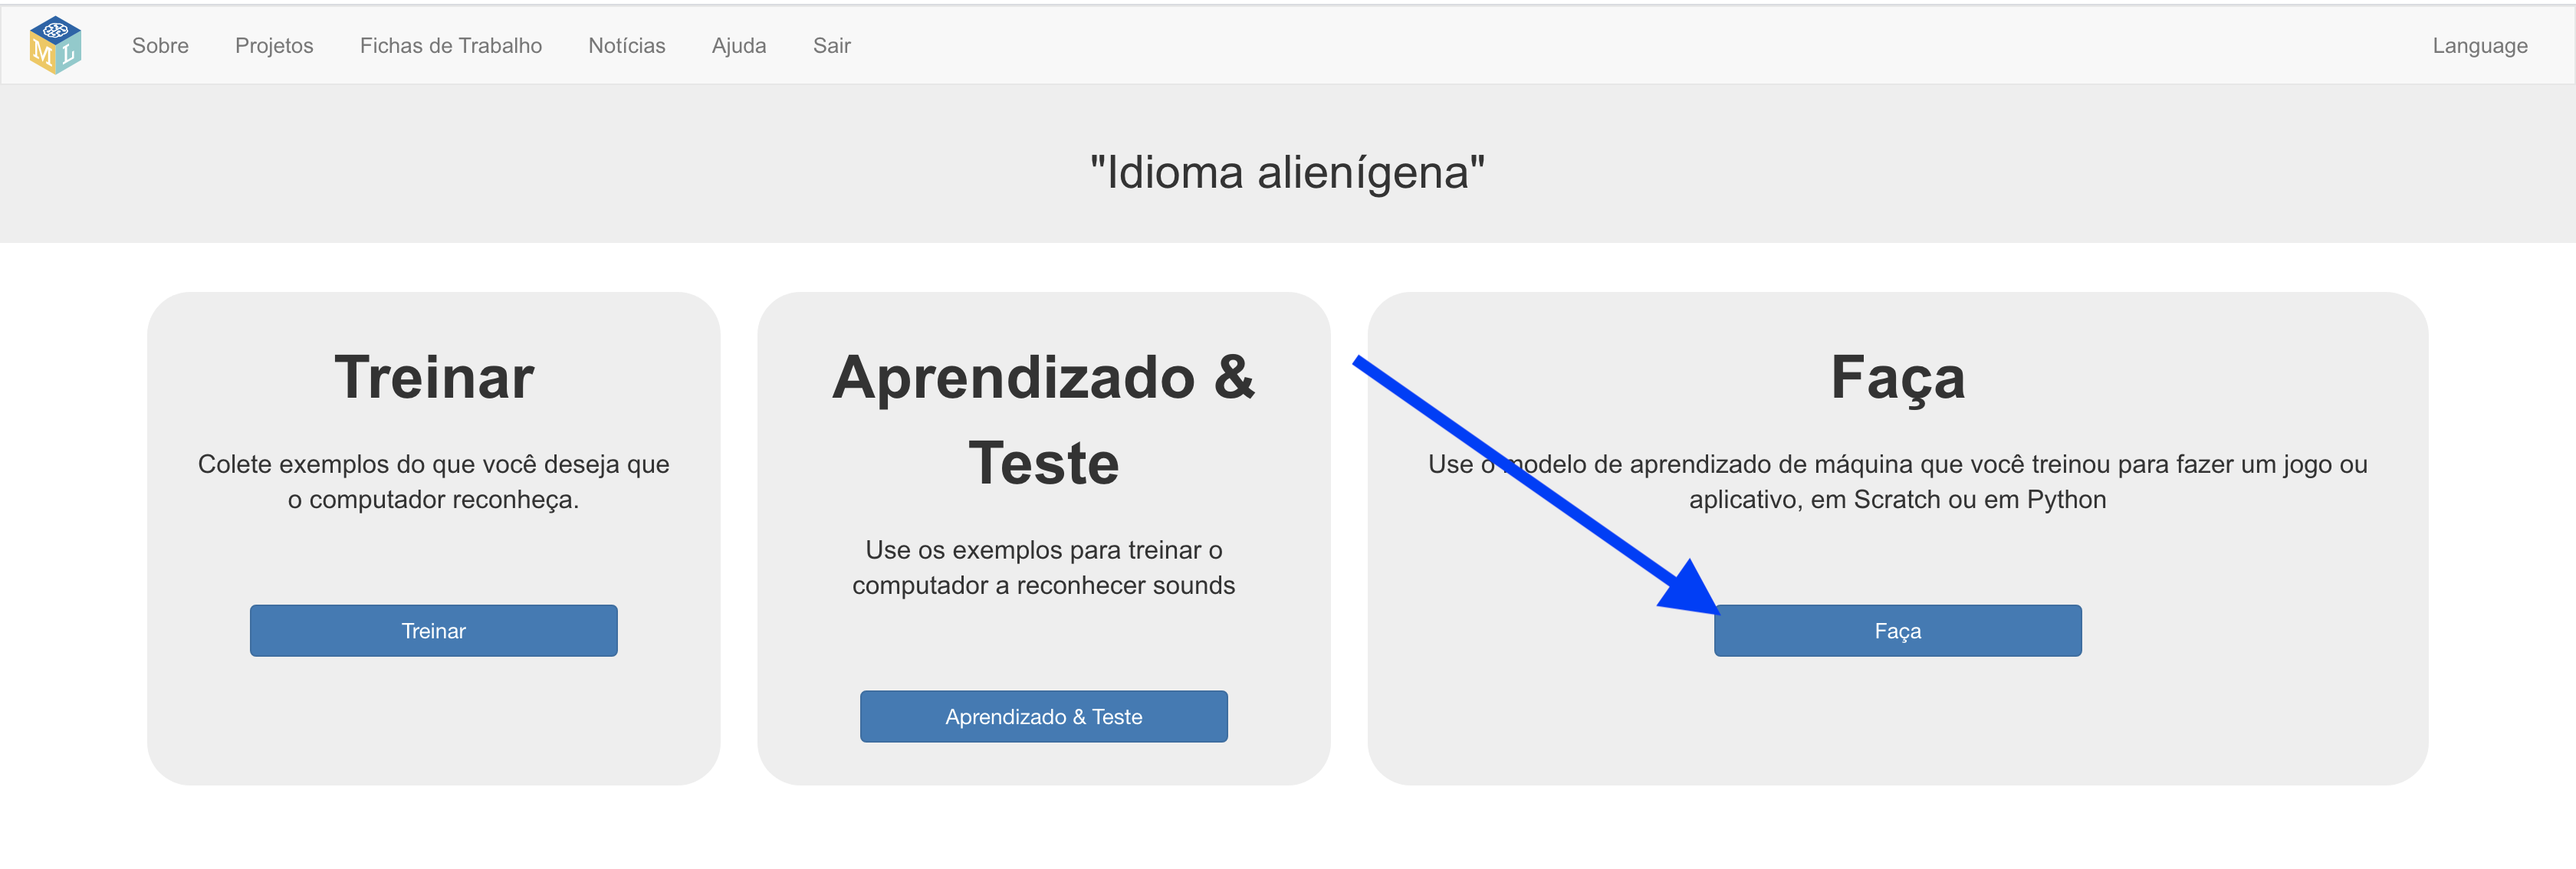 ML
Sobre Projetos Fichas de Trabalho Notícias Ajuda Sair Language
"Idioma alienígena"
Treinar
Colete exemplos do que você deseja que
o computador reconheça.
Treinar
Aprendizado &
Teste
Use os exemplos para treinar o
computador a reconhecer sounds
Aprendizado & Teste
Faça
Use o modelo de aprendizado de máquina que você treinou para fazer um jogo ou
aplicativo, em Scratch ou em Python
Faça